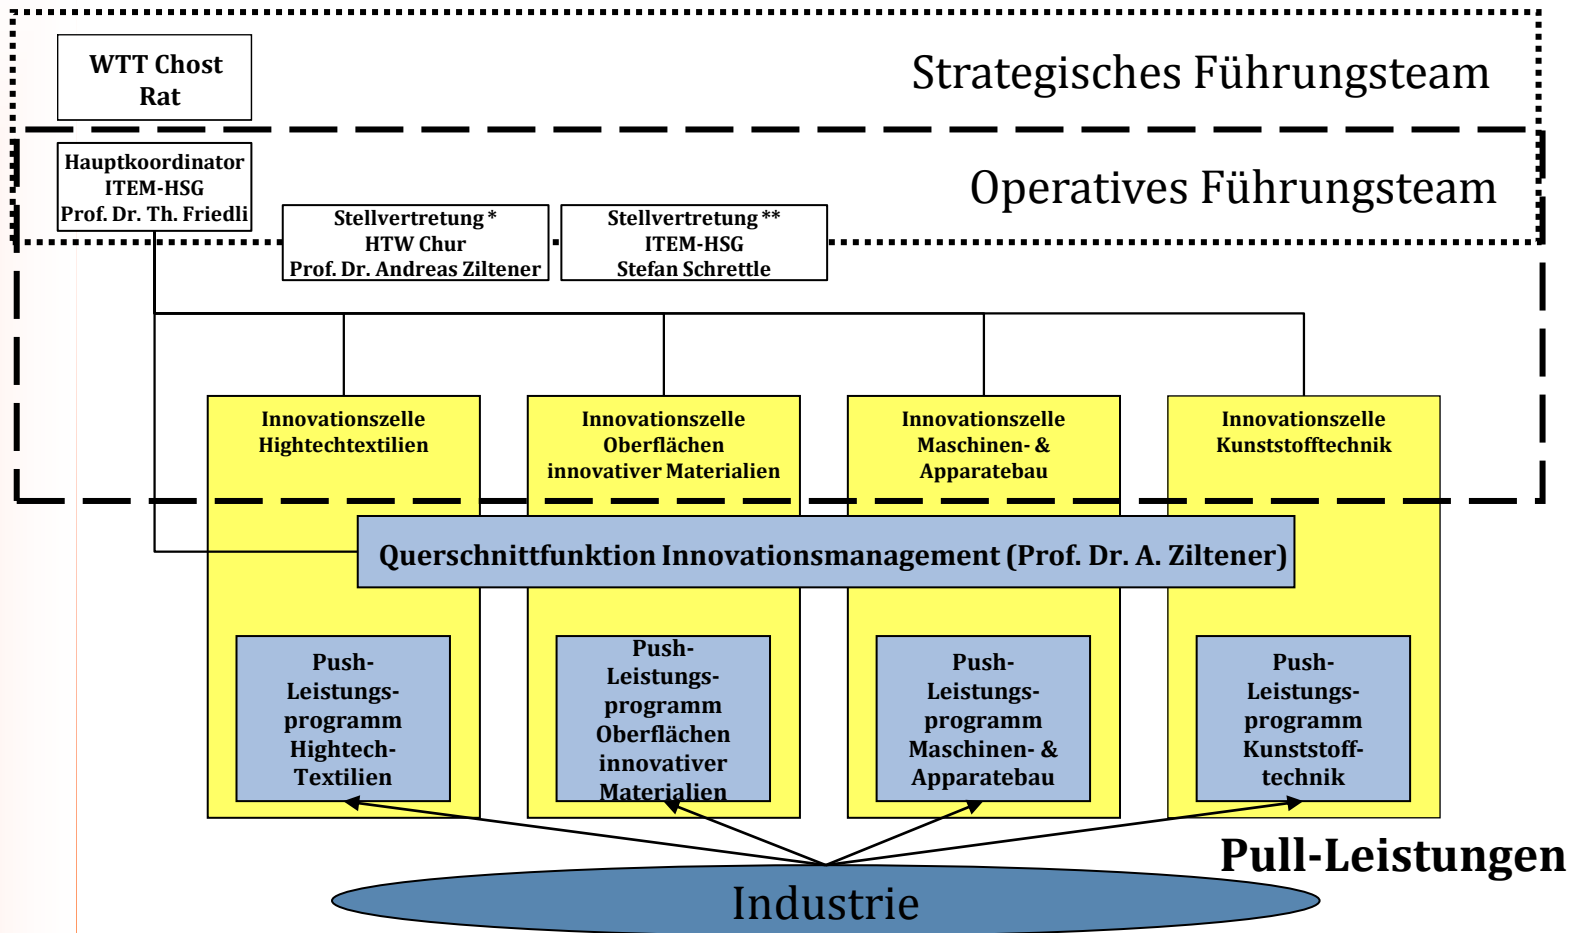 WTT Chost
Rat
Strategisches Führungsteam
Hauptkoordinator
ITEM-HSG
Prof. Dr. Th. Friedli
Operatives Führungsteam
Stellvertretung *
HTW Chur
Prof. Dr. Andreas Ziltener
Stellvertretung **
ITEM-HSG
Stefan Schrettle
Innovationszelle
Hightechtextilien
Innovationszelle
Oberflächen
innovativer Materialien
Innovationszelle
Maschinen- &
Apparatebau
Innovationszelle
Kunststofftechnik
Querschnittfunktion Innovationsmanagement (Prof. Dr. A. Ziltener)
Push-
Leistungs-
programm
Hightech-
Textilien
Push-
Leistungs-
programm
Oberflächen
innovativer
Materialien
Push-
Leistungs-
programm
Maschinen- &
Apparatebau
Push-
Leistungs-
programm
Kunststoff-
technik
Pull-Leistungen
Industrie